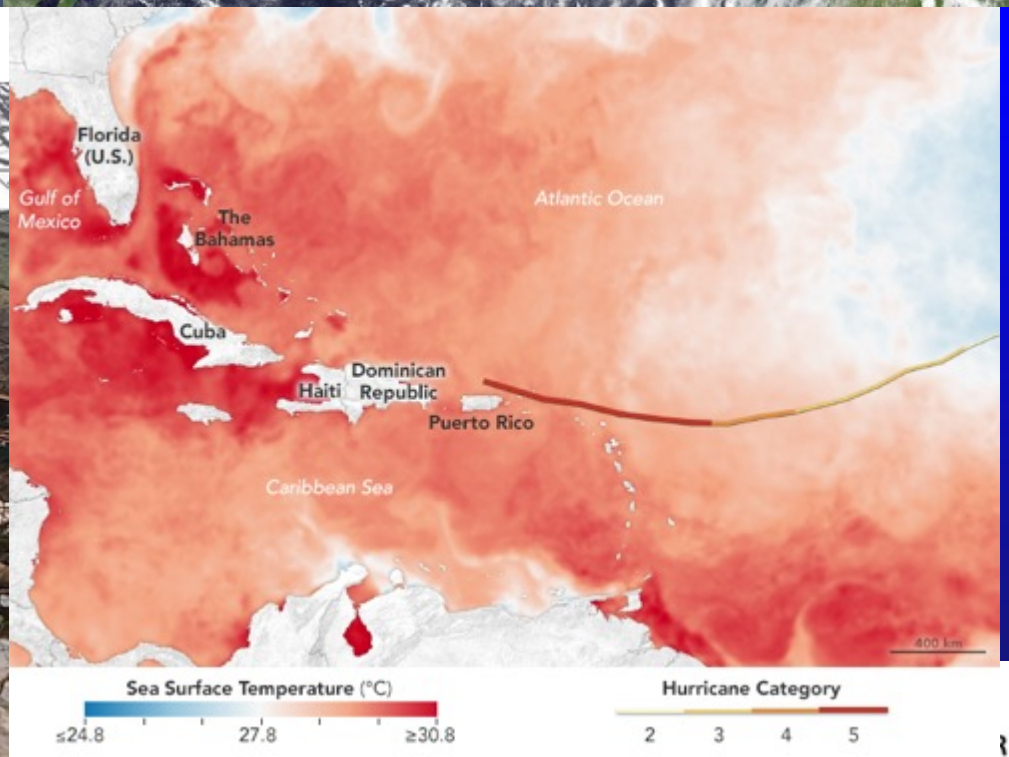 Florida
(U.S.)
Gulf of
Mexico
Atlantic Ocean
The
Bahamas
Cuba
Dominican
Republic
Haiti
Puerto Rico
Caribbean Sea
400 km
Sea Surface Temperature (°C)
≤24.8 27.8 ≥30.8
Hurricane Category
2 3 4 5